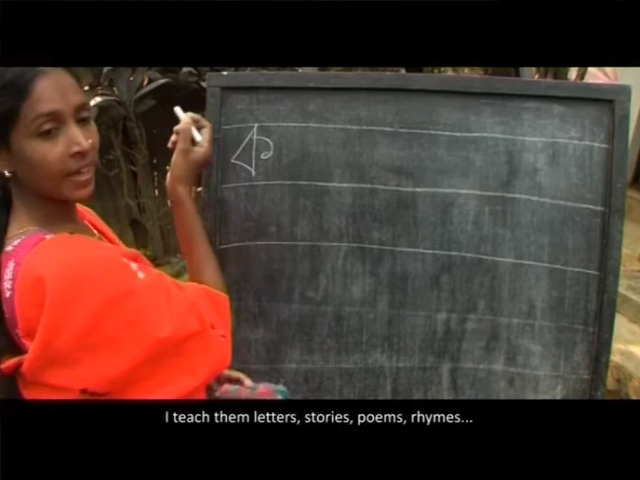 ক
I teach them letters, stories, poems, rhymes...